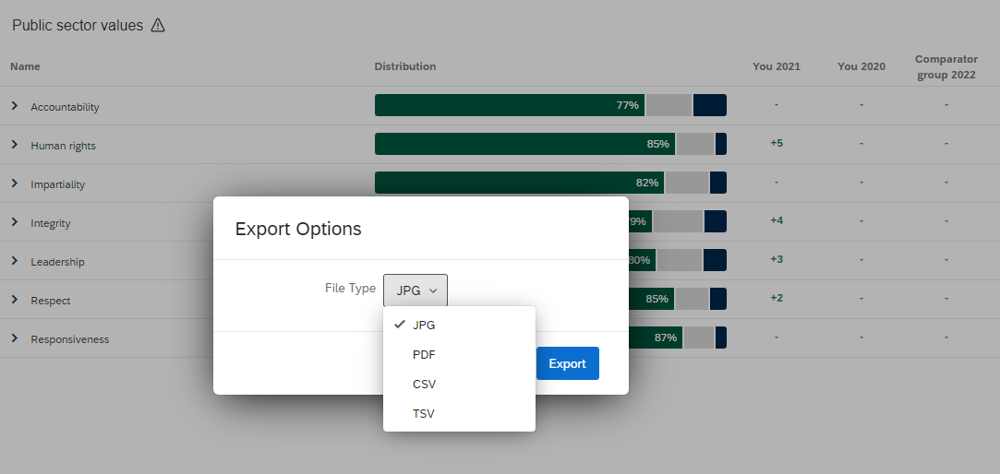 Public sector values
Name Distribution You 2021 You 2020 Comparator group 2022
Accountability 77% - - -
Human rights 85% +5 - -
Impartiality 82% - - -
Integrity 9% +4 - -
Leadership 80% +3 - -
Respect 85% +2 - -
Responsiveness 87% - - -
Export Options
File Type JPG
JPG
PDF
CSV
TSV
Export